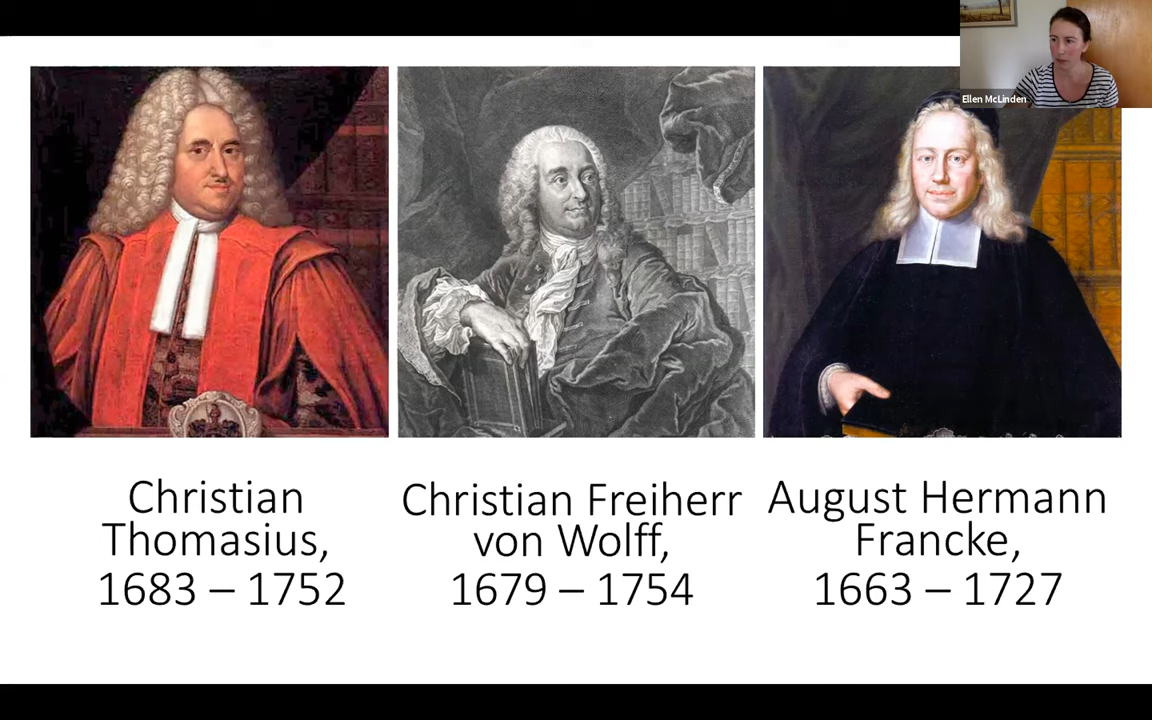 Ellen McLinden
Christian
Thomasius,
1683 – 1752
Christian Freiherr
von Wolff,
1679 – 1754
August Hermann
Francke,
1663 – 1727